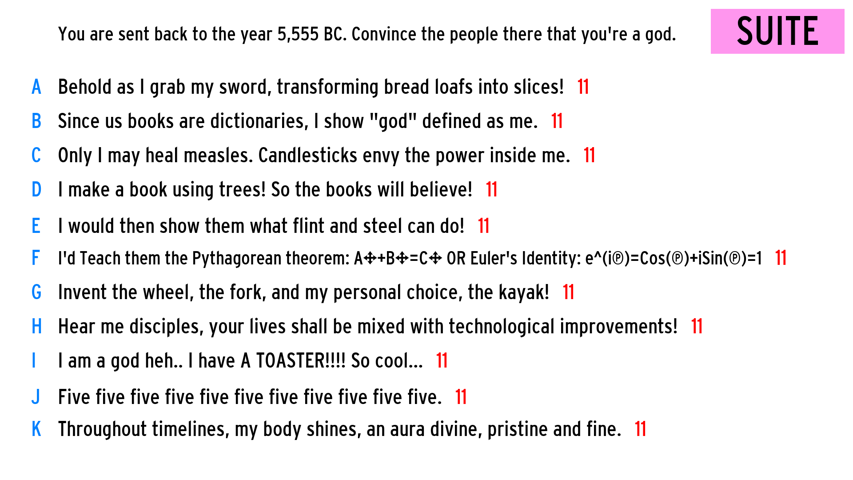 You are sent back to the year 5,555 BC. Convince the people there that you're a god.
SUITE
A Behold as I grab my sword, transforming bread loafs into slices! 11
B Since us books are dictionaries, I show "god" defined as me. 11
C Only I may heal measles. Candlesticks envy the power inside me. 11
D I make a book using trees! So the books will believe! 11
E I would then show them what flint and steel can do! 11
F I'd Teach them the Pythagorean theorem: A✢+B✢=C✢ OR Euler's Identity: e^(i℗)=Cos(℗)+iSin(℗)=1 11
G Invent the wheel, the fork, and my personal choice, the kayak! 11
H Hear me disciples, your lives shall be mixed with technological improvements! 11
I I am a god heh.. I have A TOASTER!!!! So cool... 11
J Five five five five five five five five five five five. 11
K Throughout timelines, my body shines, an aura divine, pristine and fine. 11